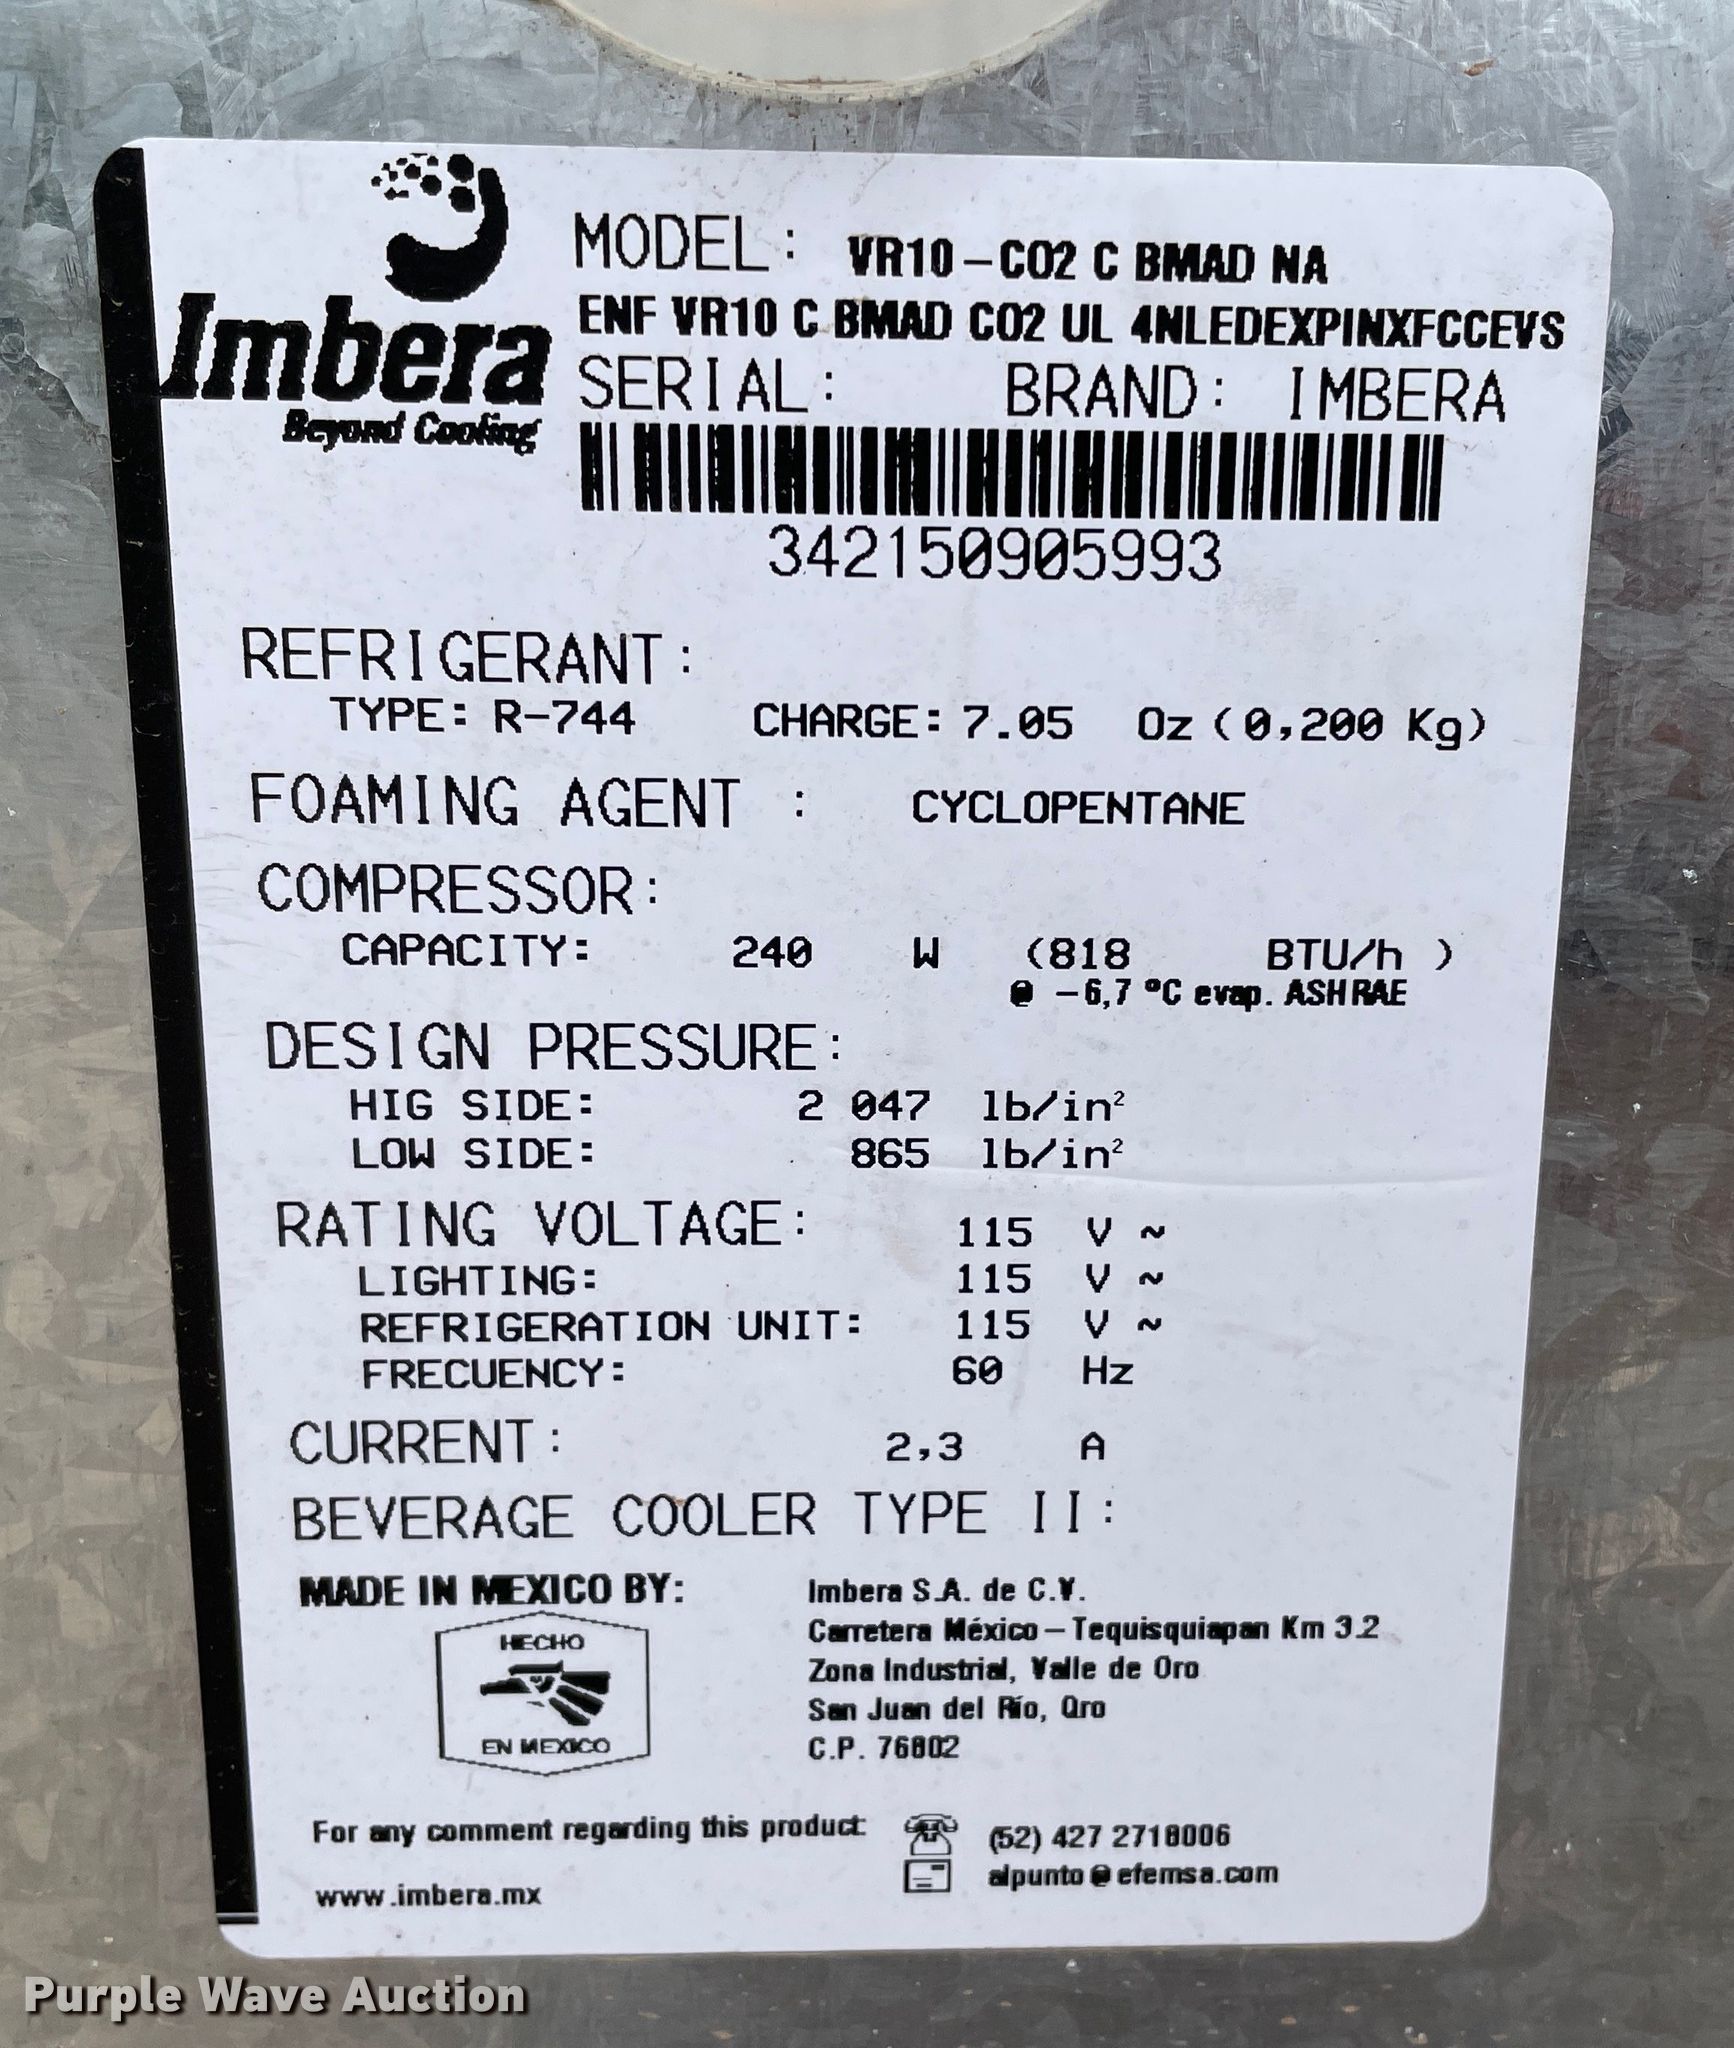 Imbera
Beyond Cooling
MODEL: VR10-CO2 C BMAD NA
ENF VR10 C BMAD CO2 UL 4NLEDEXPINXFCCEVS
SERIAL: BRAND: IMBERA
342150905993
REFRIGERANT:
TYPE: R-744 CHARGE: 7.05 Oz (0,200 Kg)
FOAMING AGENT : CYCLOPENTANE
COMPRESSOR:
CAPACITY: 240 W (818 BTU/h )
@ -6,7 °C evap. ASHRAE
DESIGN PRESSURE:
HIG SIDE: 2 047 lb/in²
LOW SIDE: 865 lb/in²
RATING VOLTAGE: 115 V ~
LIGHTING: 115 V ~
REFRIGERATION UNIT: 115 V ~
FRECUENCY: 60 Hz
CURRENT: 2,3 A
BEVERAGE COOLER TYPE II:
MADE IN MEXICO BY: Imbera S.A. de C.V.
Carretera México - Tequisquiapan Km 3.2
Zona Industrial, Valle de Oro
San Juan del Río, Qro
C.P. 76802
HECHO
EN MEXICO
For any comment regarding this product: (52) 427 2718006
alpunto@efemsa.com
www.imbera.mx
Purple Wave Auction